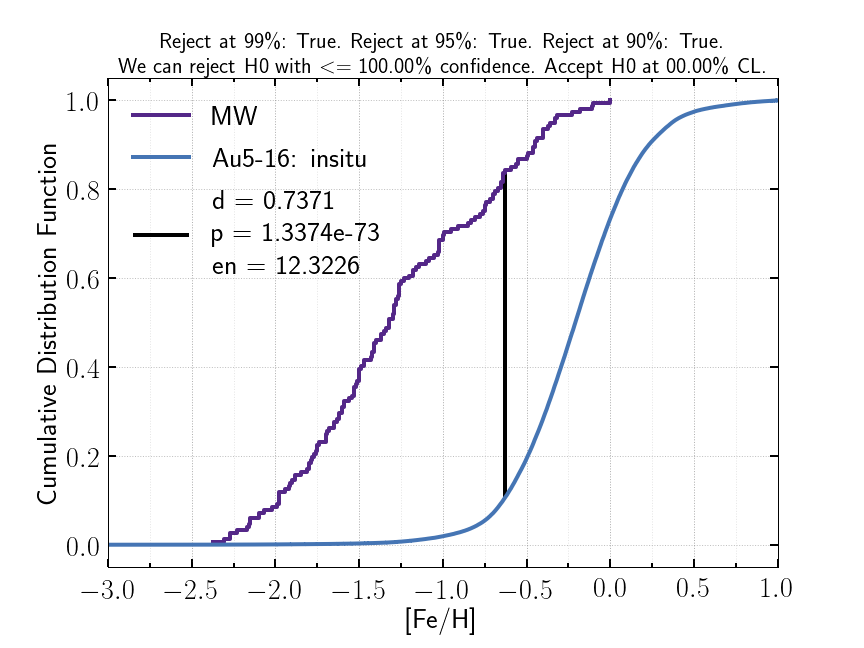 Reject at 99%: True. Reject at 95%: True. Reject at 90%: True.
We can reject H0 with <= 100.00% confidence. Accept H0 at 00.00% CL.
MW
Au5-16: insitu
d = 0.7371
p = 1.3374e-73
en = 12.3226
Cumulative Distribution Function
1.0
0.8
0.6
0.4
0.2
0.0
−3.0 −2.5 −2.0 −1.5 −1.0 −0.5 0.0 0.5 1.0
[Fe/H]